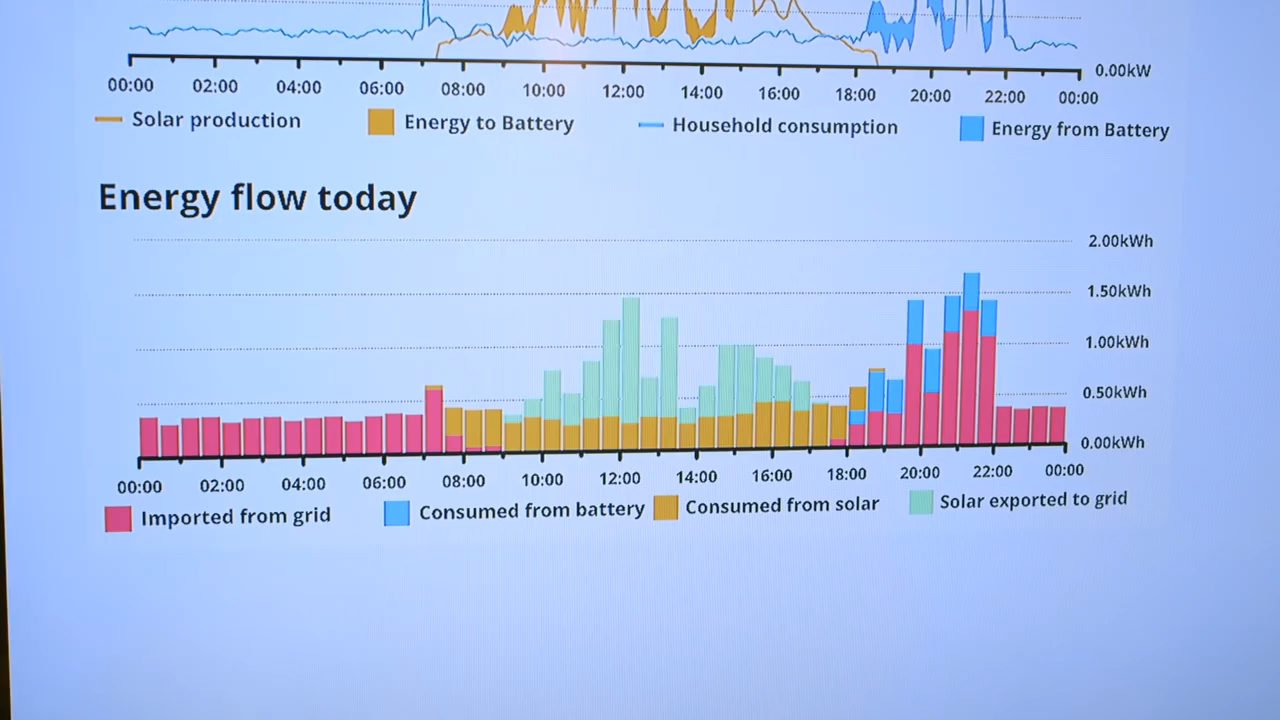 0.00kW
00:00 02:00 04:00 06:00 08:00 10:00 12:00 14:00 16:00 18:00 20:00 22:00 00:00
Solar production Energy to Battery Household consumption Energy from Battery
Energy flow today
2.00kWh
1.50kWh
1.00kWh
0.50kWh
0.00kWh
00:00 02:00 04:00 06:00 08:00 10:00 12:00 14:00 16:00 18:00 20:00 22:00 00:00
Imported from grid Consumed from battery Consumed from solar Solar exported to grid